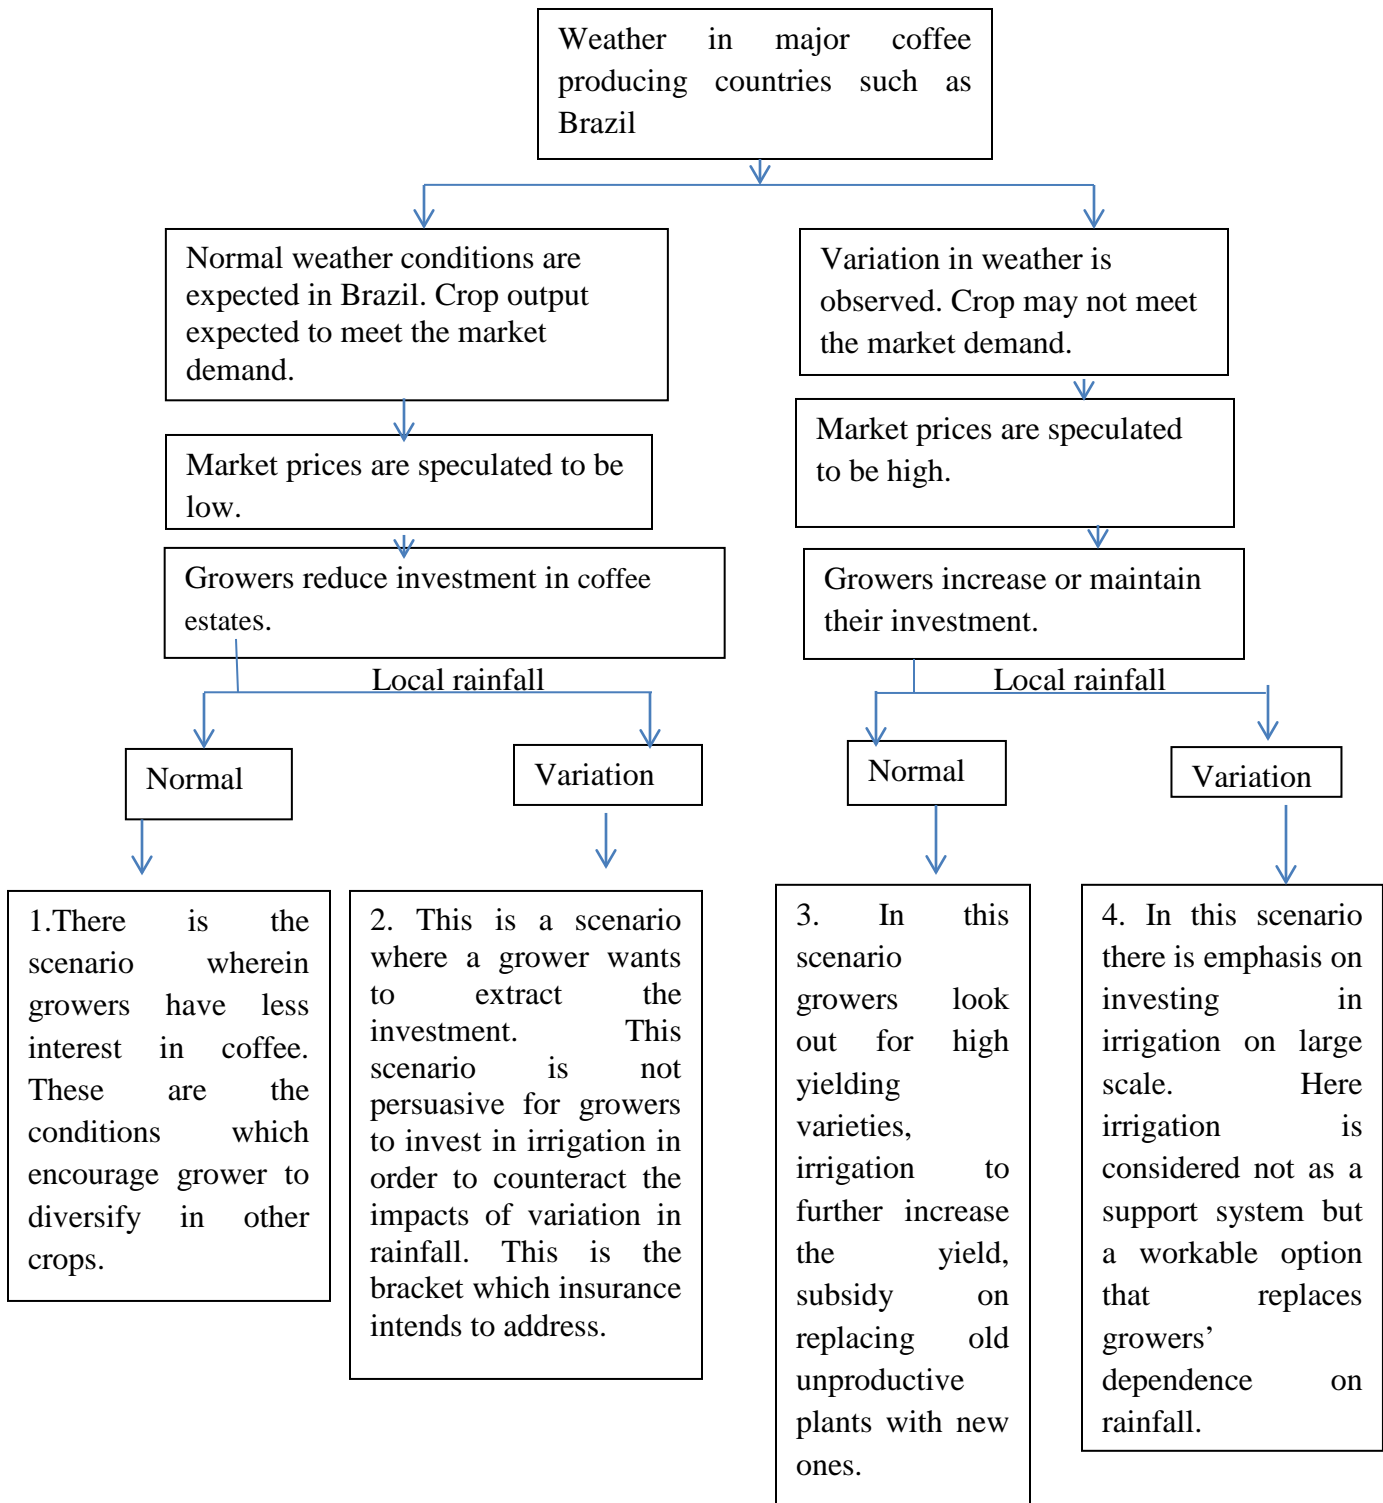 Weather in major coffee
producing countries such as
Brazil
Normal weather conditions are
expected in Brazil. Crop output
expected to meet the market
demand.
Variation in weather is
observed. Crop may not meet
the market demand.
Market prices are speculated to be
low.
Market prices are speculated
to be high.
Growers reduce investment in coffee
estates.
Growers increase or maintain
their investment.
Local rainfall
Local rainfall
Normal
Variation
Normal
Variation
1.There is the
scenario wherein
growers have less
interest in coffee.
These are the
conditions which
encourage grower to
diversify in other
crops.
2. This is a scenario
where a grower wants
to extract the
investment. This
scenario is not
persuasive for growers
to invest in irrigation in
order to counteract the
impacts of variation in
rainfall. This is the
bracket which insurance
intends to address.
3. In this
scenario
growers look
out for high
yielding
varieties,
irrigation to
further increase
the yield,
subsidy on
replacing old
unproductive
plants with new
ones.
4. In this scenario
there is emphasis on
investing in
irrigation on large
scale. Here
irrigation is
considered not as a
support system but
a workable option
that replaces
growers’
dependence on
rainfall.